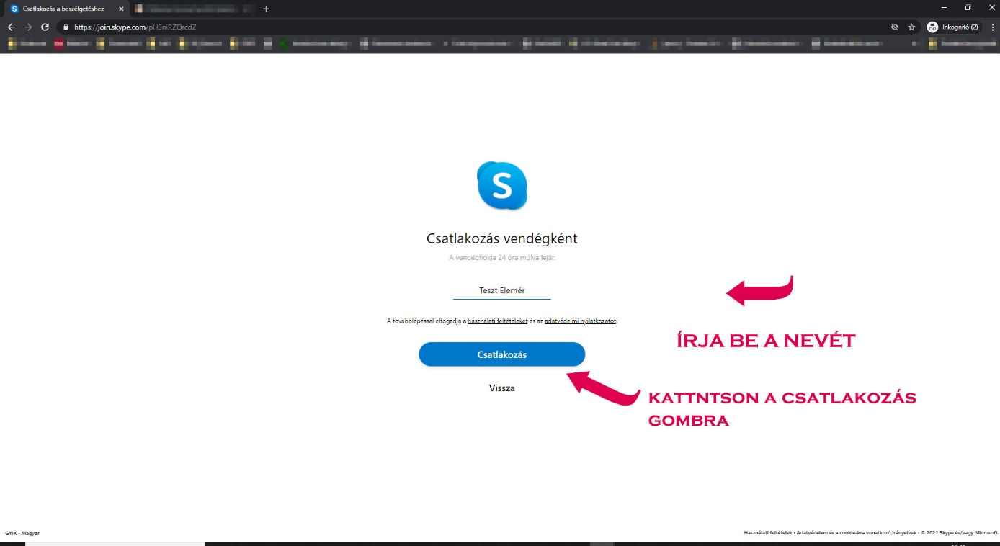 Csatlakozás a beszélgetéshez
https://join.skype.com/pHSniRZQrcdZ
Inkognitó (2)
S
Csatlakozás vendégként
A vendégfiókja 24 óra múlva lejár.
Teszt Elemér
A továbblépéssel elfogadja a használati feltételeket és az adatvédelmi nyilatkozatot.
ÍRJA BE A NEVÉT
Csatlakozás
Vissza
KATTNTSON A CSATLAKOZÁS
GOMBRA
GYIK • Magyar
Használati feltételek • Adatvédelem és a cookie-kra vonatkozó irányelvek • © 2021 Skype és/vagy Microsoft.